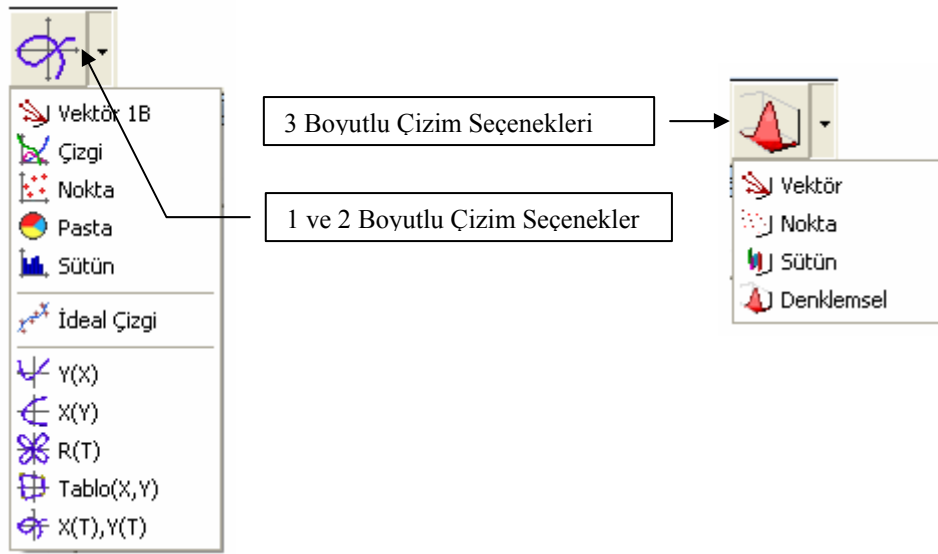 Vektör 1B
Çizgi
Nokta
Pasta
Sütün
İdeal Çizgi
Y(X)
X(Y)
R(T)
Tablo(X,Y)
X(T),Y(T)
3 Boyutlu Çizim Seçenekleri
1 ve 2 Boyutlu Çizim Seçenekler
Vektör
Nokta
Sütün
Denklemsel